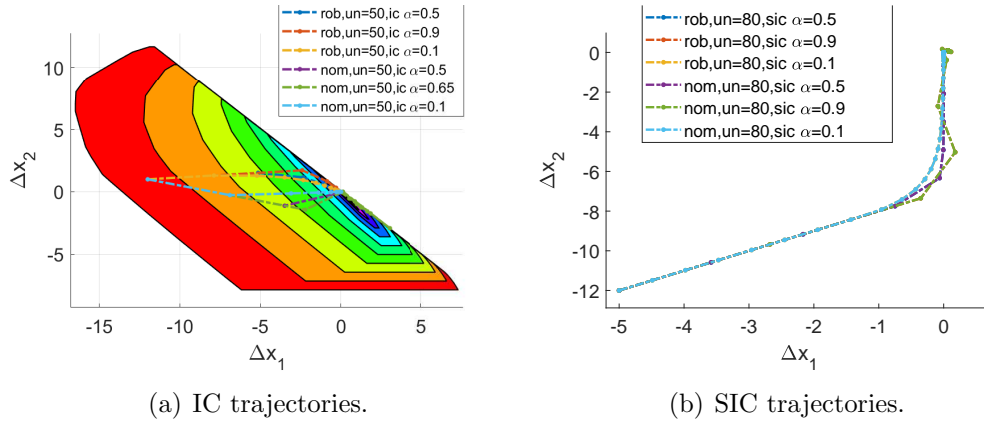 rob,un=50,ic α=0.5
rob,un=50,ic α=0.9
rob,un=50,ic α=0.1
nom,un=50,ic α=0.5
nom,un=50,ic α=0.65
nom,un=50,ic α=0.1
10
5
0
-5
-15
-10
-5
0
5
Δx2
Δx1
(a) IC trajectories.
rob,un=80,sic α=0.5
rob,un=80,sic α=0.9
rob,un=80,sic α=0.1
nom,un=80,sic α=0.5
nom,un=80,sic α=0.9
nom,un=80,sic α=0.1
0
-2
-4
-6
-8
-10
-12
-5
-4
-3
-2
-1
0
Δx2
Δx1
(b) SIC trajectories.